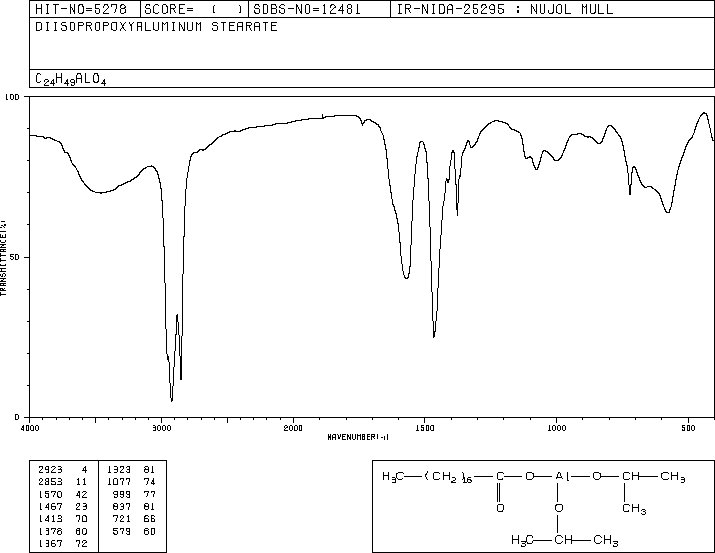 HIT-NO=5278 SCORE= ( ) SDBS-NO=12481 IR-NIDA-25295 : NUJOL MULL
DIISOPROPOXYALUMINUM STEARATE
C24H49ALO4
100
50
0
TRANSMITTANCE(%)
4000 3000 2000 1500 1000 500
WAVENUMBER(-1)
2923 4 1323 81
2853 11 1077 74
1570 42 999 77
1467 23 837 81
1413 70 721 66
1378 60 579 60
1367 72
H3C—(CH2)16—C—O—Al—O—CH—CH3
O O CH3
H3C—CH—CH3